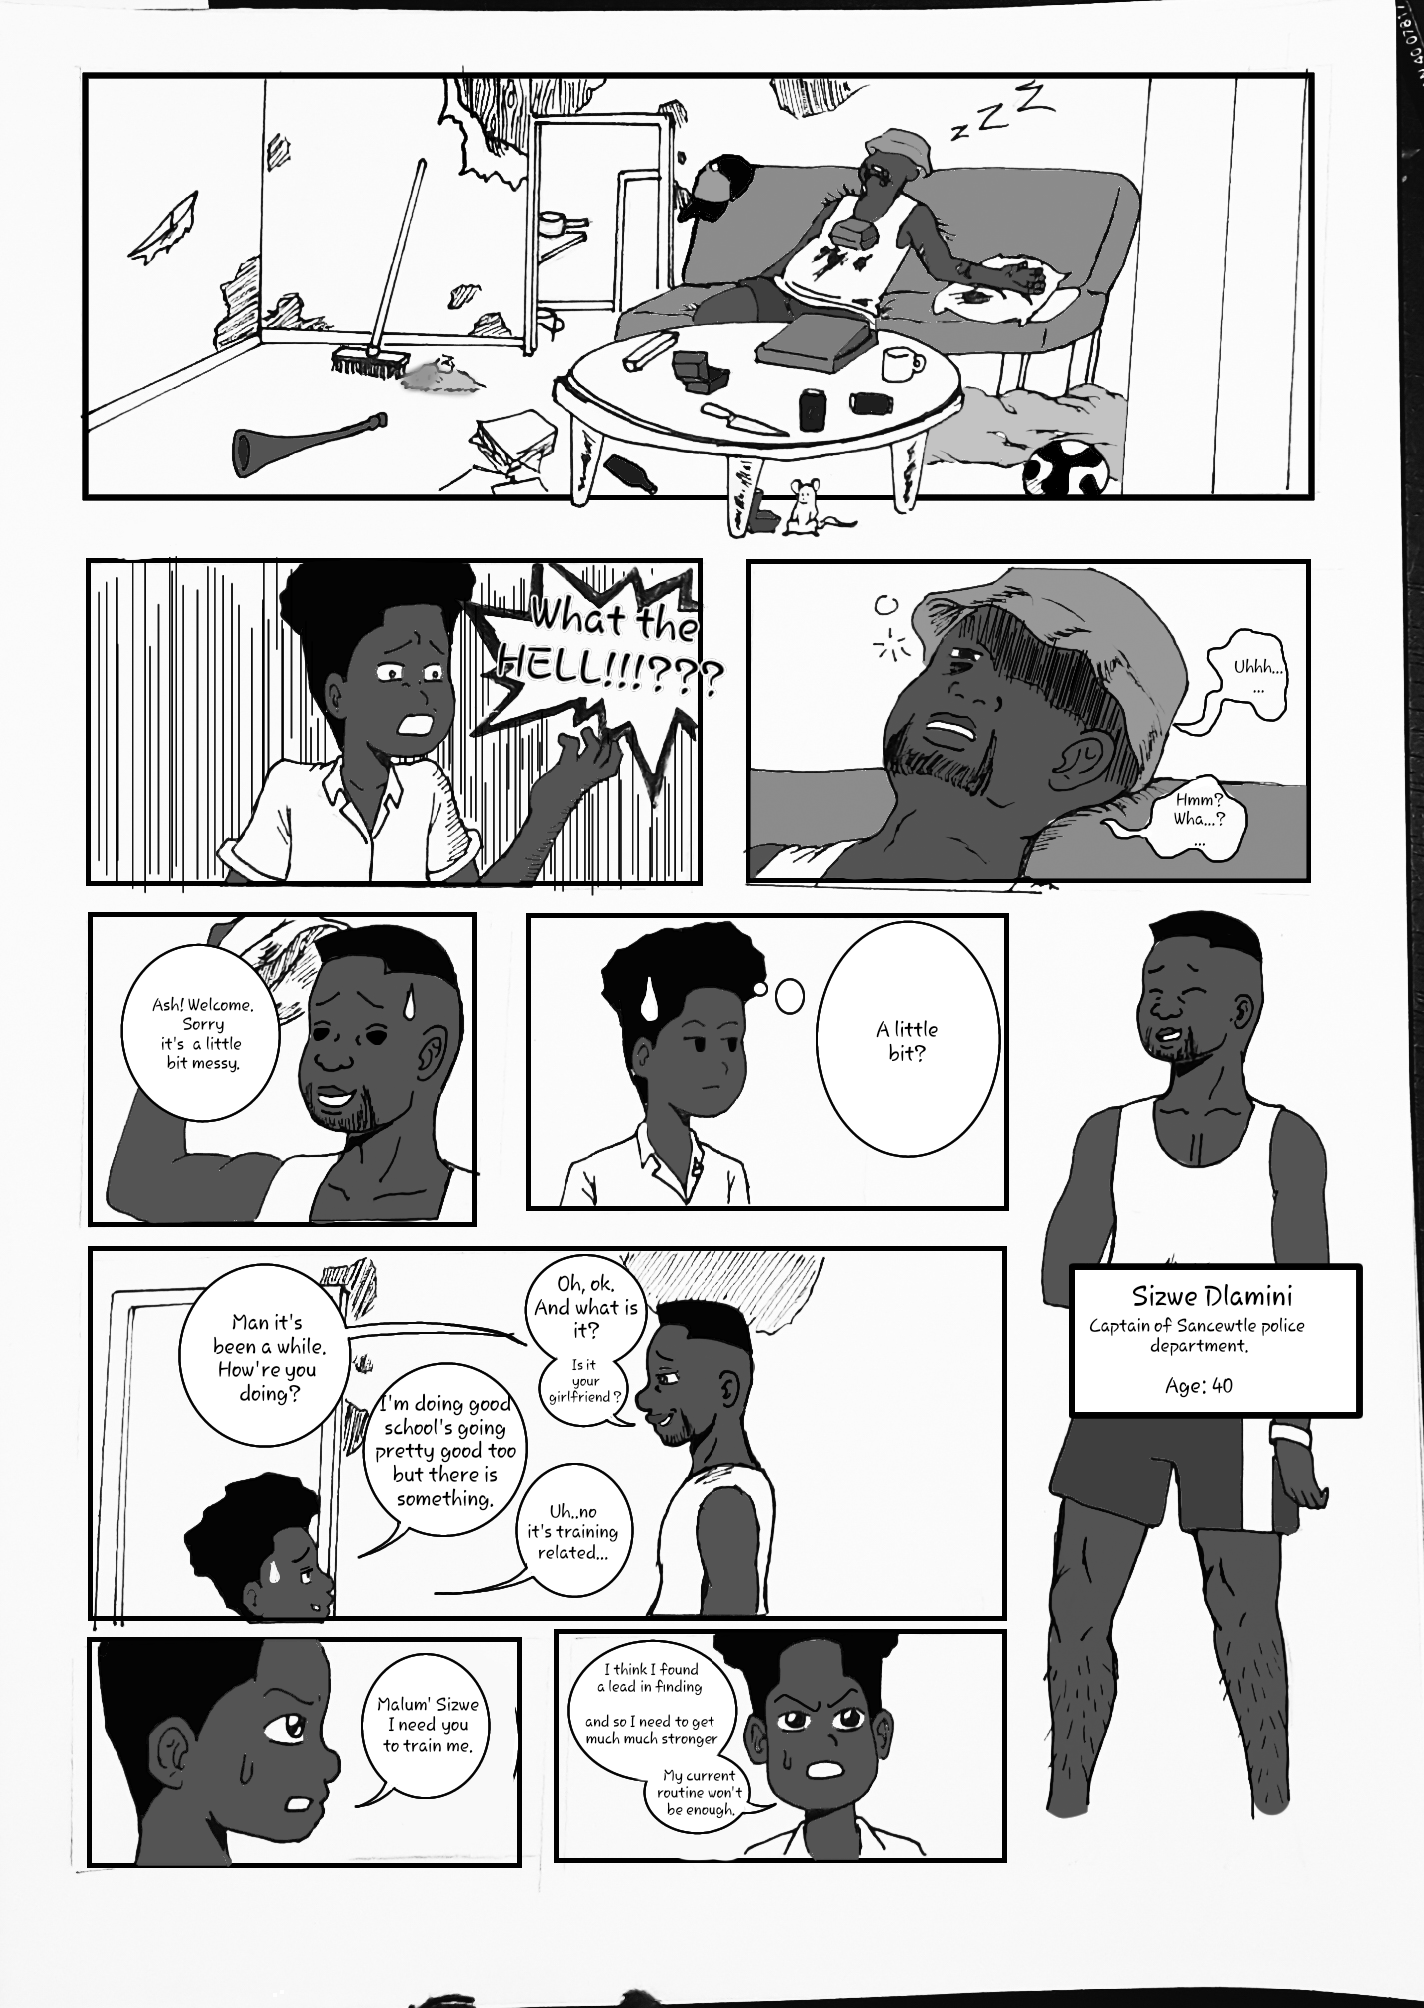 z Z Z
What the
HELL!!!???
Uhhh...
...
Hmm?
Wha...?
...
Ash! Welcome.
Sorry
it's a little
bit messy.
A little
bit?
Sizwe Dlamini
Captain of Sancewtle police
department.
Age: 40
Man it's
been a while.
How're you
doing?
I'm doing good
school's going
pretty good too
but there is
something.
Oh, ok.
And what is
it?
Is it
your
girlfriend?
Uh..no
it's training
related...
Malum' Sizwe
I need you
to train me.
I think I found
a lead in finding
and so I need to get
much much stronger
My current
routine won't
be enough.